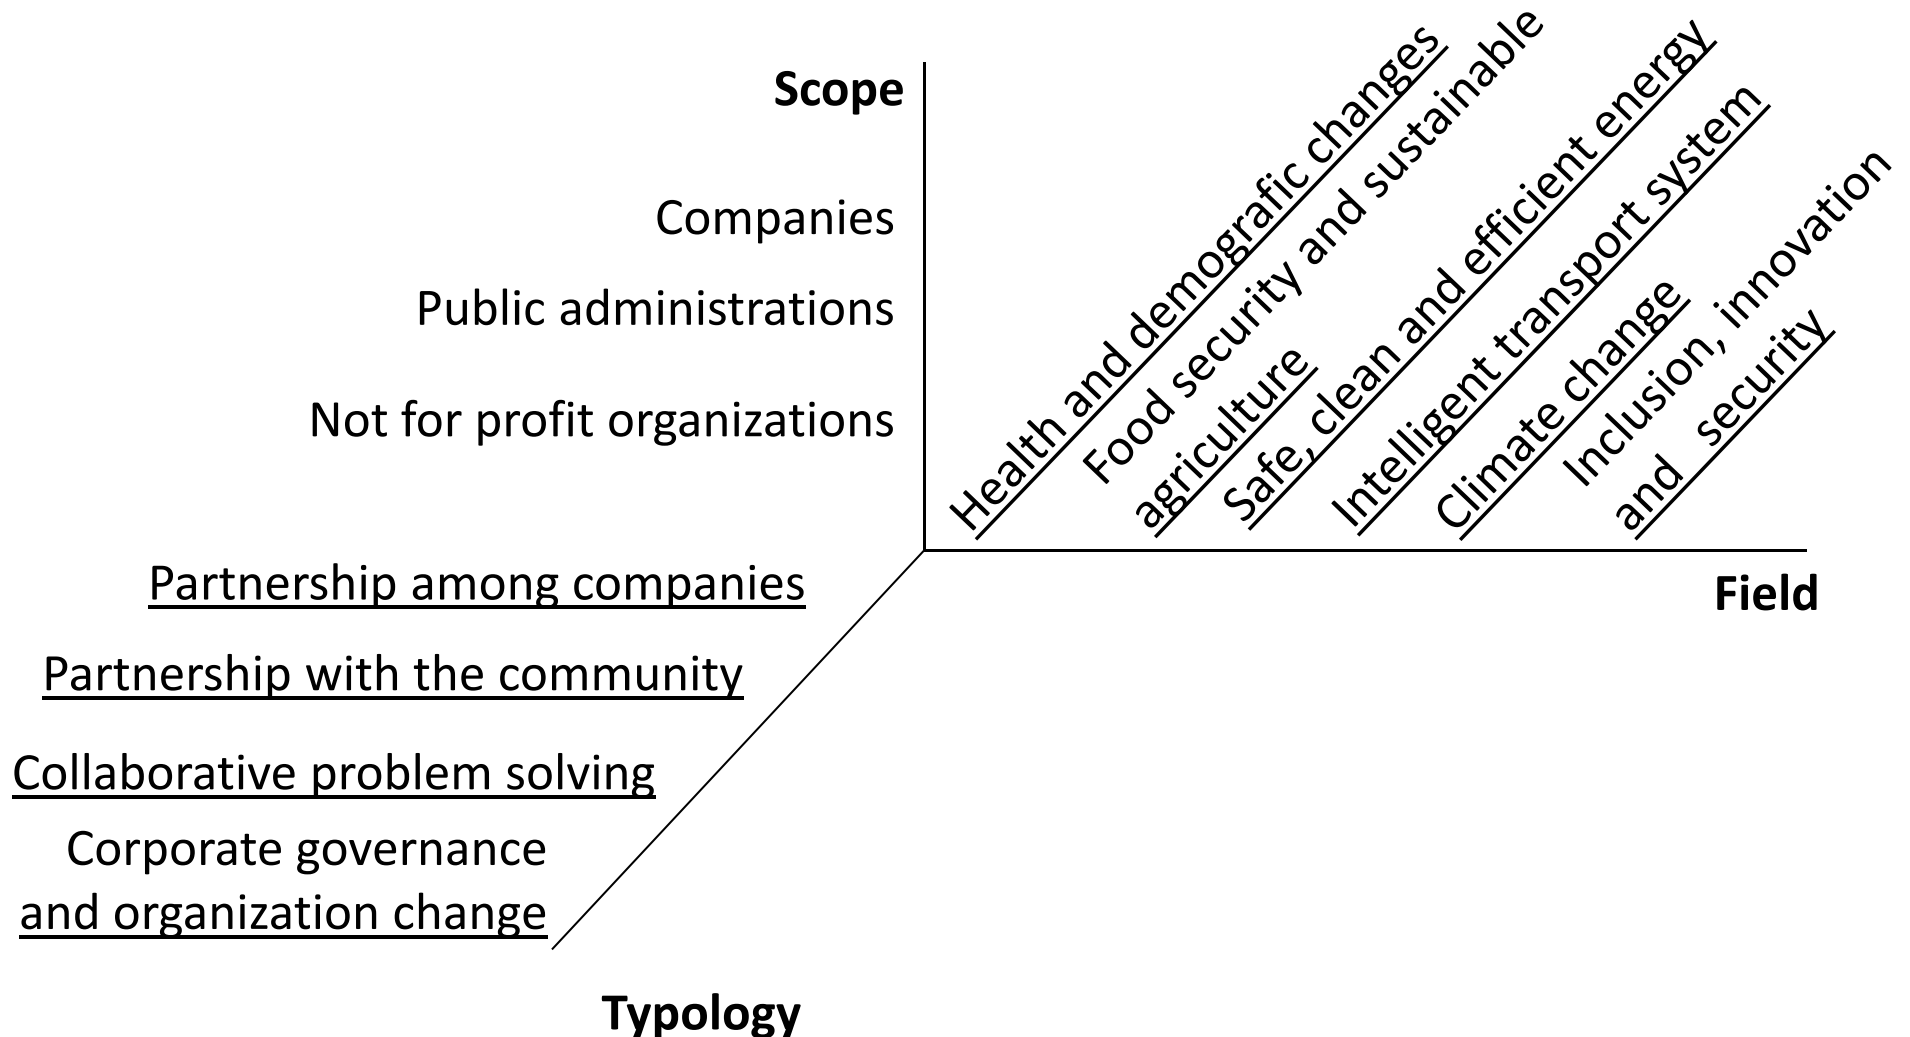 Scope
Companies
Public administrations
Not for profit organizations
Health and demografic changes
Food security and sustainable
agriculture
Safe, clean and efficient energy
Intelligent transport system
Climate change
Inclusion, innovation
and security
Field
Partnership among companies
Partnership with the community
Collaborative problem solving
Corporate governance
and organization change
Typology